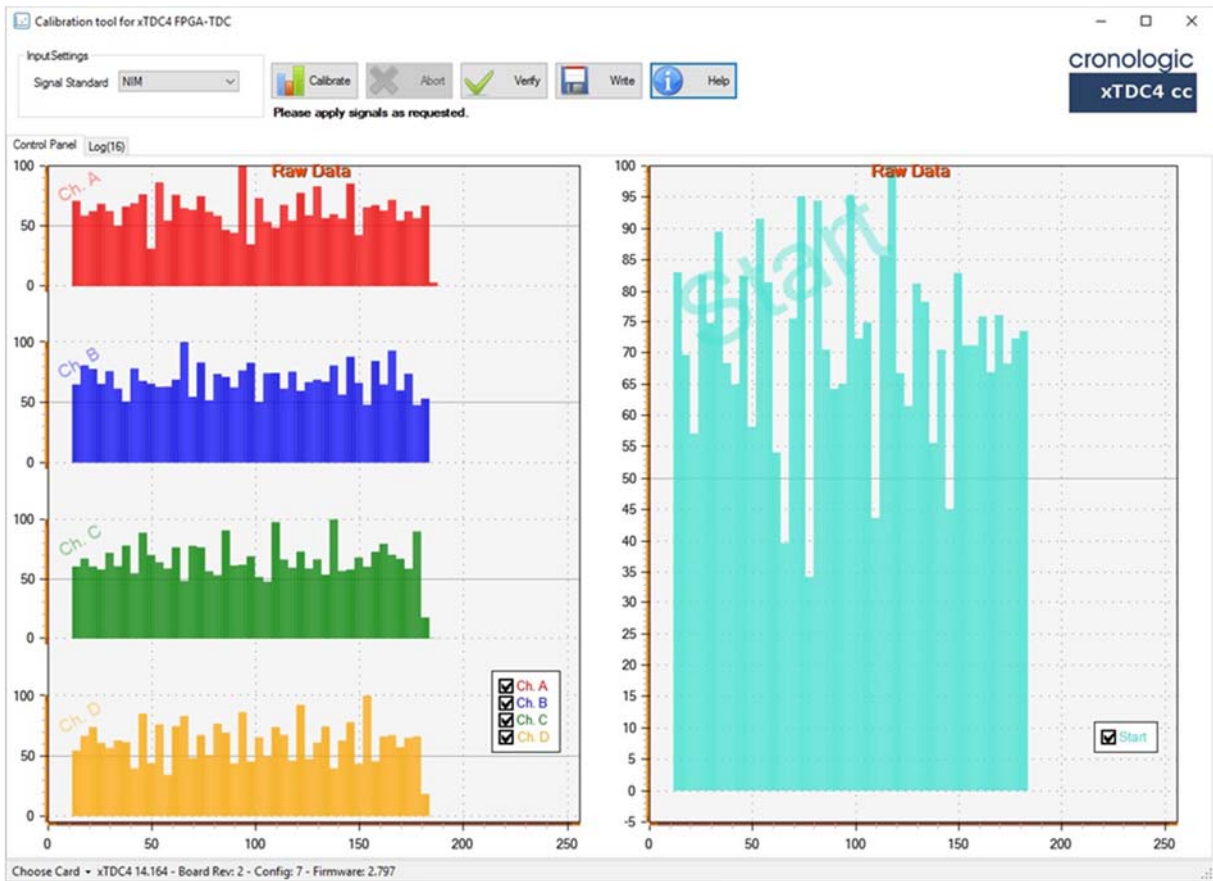 Calibration tool for xTDC4 FPGA-TDC
InputSettings
Signal Standard NIM
Calibrate Abort Verify Write Help
Please apply signals as requested.
cronologic
xTDC4 cc
Control Panel Log(16)
Raw Data
Ch. A
100
50
0
Ch. B
100
50
0
Ch. C
100
50
0
Ch. D
100
50
0
Ch. A
Ch. B
Ch. C
Ch. D
0 50 100 150 200 250
Raw Data
Start
100
95
90
85
80
75
70
65
60
55
50
45
40
35
30
25
20
15
10
5
0
-5
Start
0 50 100 150 200 250
Choose Card xTDC4 14.164 - Board Rev: 2 - Config: 7 - Firmware: 2.797